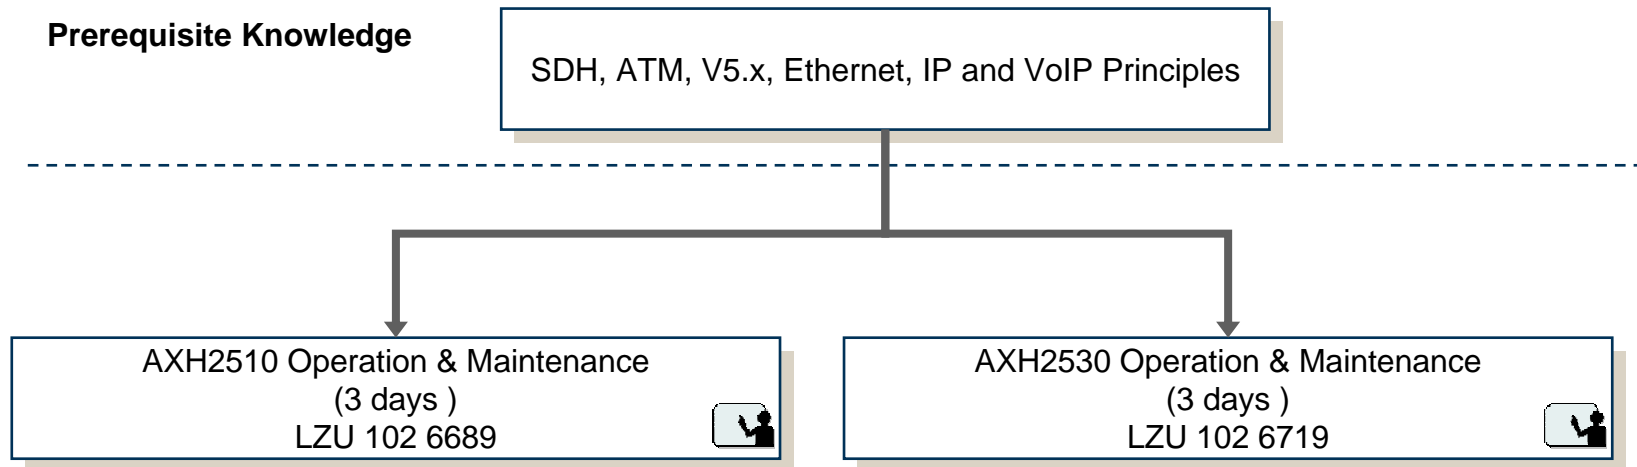 Prerequisite Knowledge
SDH, ATM, V5.x, Ethernet, IP and VoIP Principles
AXH2510 Operation & Maintenance
(3 days )
LZU 102 6689
AXH2530 Operation & Maintenance
(3 days )
LZU 102 6719